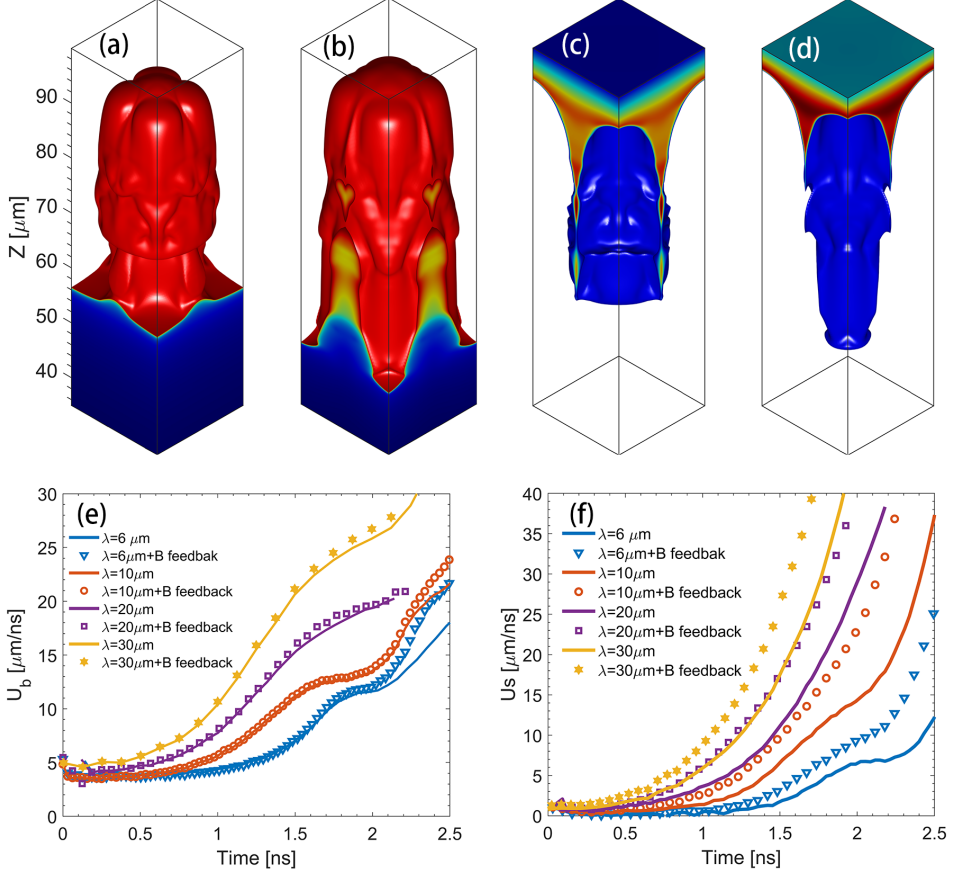 (a)
(b)
(c)
(d)
Z [μm]
90
80
70
60
50
40
(e)
U_b [μm/ns]
30
25
20
15
10
5
0
λ=6 μm
λ=6μm+B feedbak
λ=10μm
λ=10μm+B feedback
λ=20μm
λ=20μm+B feedback
λ=30μm
λ=30μm+B feedback
0 0.5 1 1.5 2 2.5
Time [ns]
(f)
Us [μm/ns]
40
35
30
25
20
15
10
5
0
λ=6 μm
λ=6μm+B feedbak
λ=10μm
λ=10μm+B feedback
λ=20μm
λ=20μm+B feedback
λ=30μm
λ=30μm+B feedback
0 0.5 1 1.5 2 2.5
Time [ns]